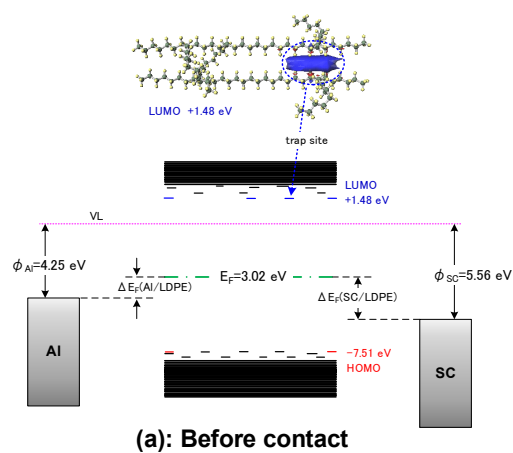 LUMO +1.48 eV
trap site
LUMO
+1.48 eV
VL
ϕAl=4.25 eV
EF=3.02 eV
ϕSC=5.56 eV
ΔEF(Al/LDPE)
ΔEF(SC/LDPE)
Al
−7.51 eV
HOMO
SC
(a): Before contact